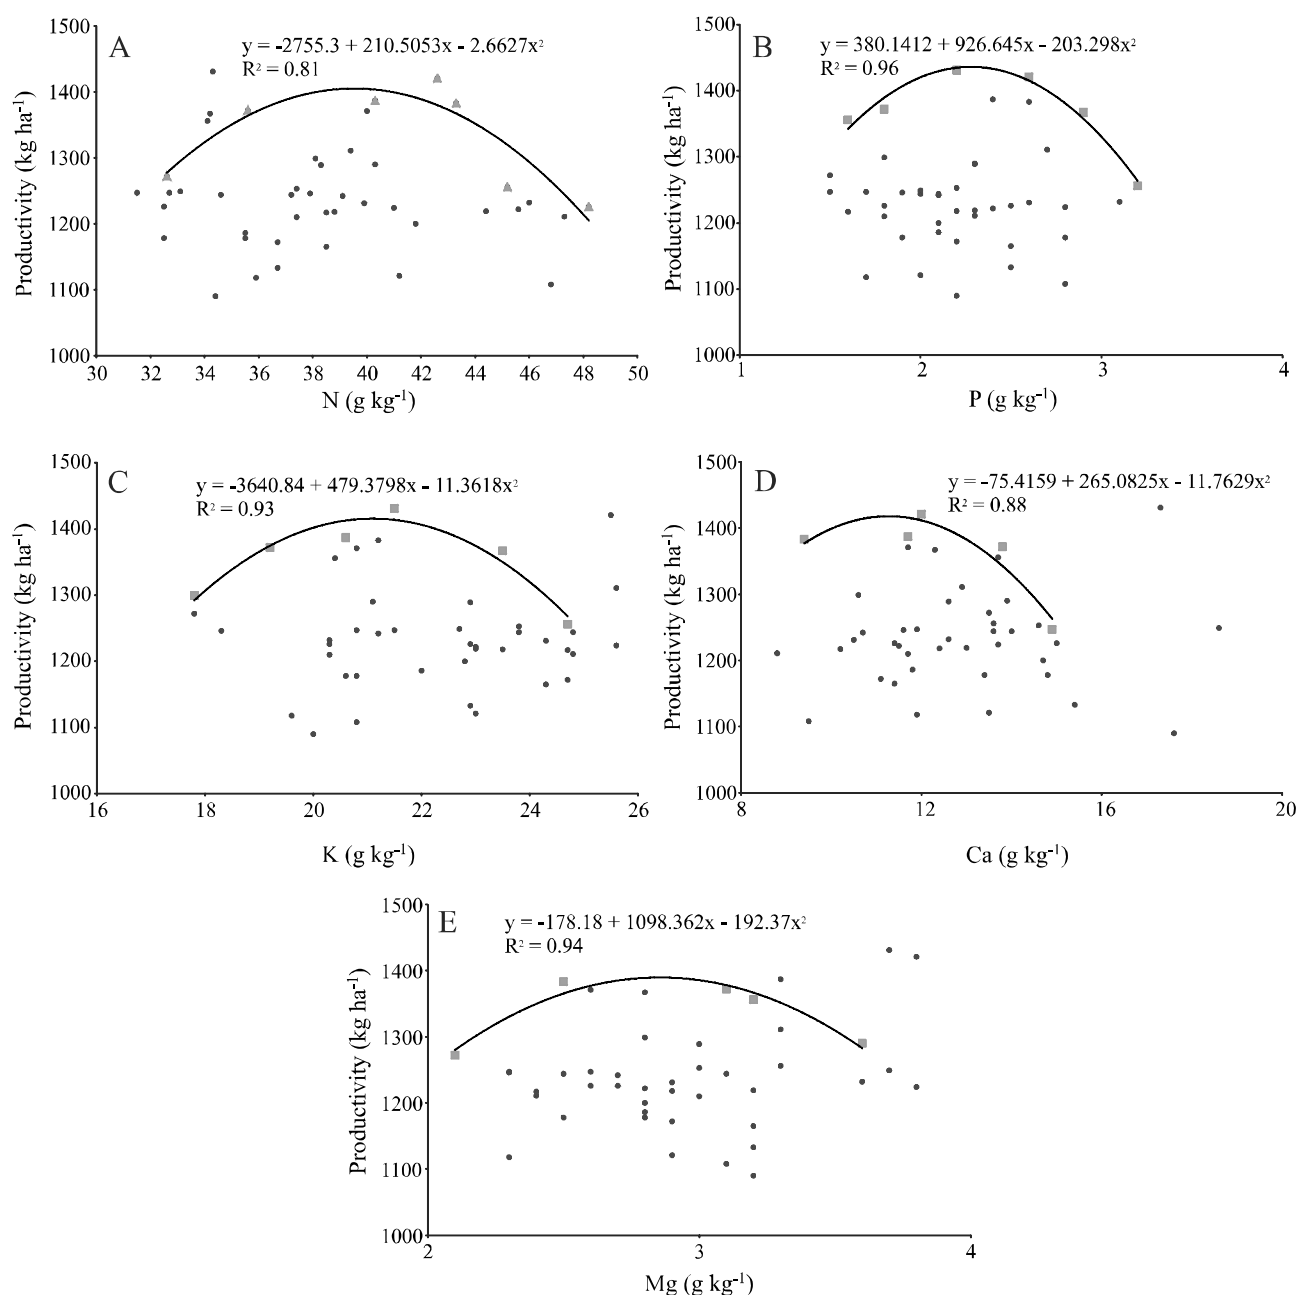 A
y = -2755.3 + 210.5053x - 2.6627x²
R² = 0.81
Productivity (kg ha⁻¹)
1500
1400
1300
1200
1100
1000
30 32 34 36 38 40 42 44 46 48 50
N (g kg⁻¹)
B
y = 380.1412 + 926.645x - 203.298x²
R² = 0.96
Productivity (kg ha⁻¹)
1500
1400
1300
1200
1100
1000
1 2 3 4
P (g kg⁻¹)
C
y = -3640.84 + 479.3798x - 11.3618x²
R² = 0.93
Productivity (kg ha⁻¹)
1500
1400
1300
1200
1100
1000
16 18 20 22 24 26
K (g kg⁻¹)
D
y = -75.4159 + 265.0825x - 11.7629x²
R² = 0.88
Productivity (kg ha⁻¹)
1500
1400
1300
1200
1100
1000
8 12 16 20
Ca (g kg⁻¹)
E
y = -178.18 + 1098.362x - 192.37x²
R² = 0.94
Productivity (kg ha⁻¹)
1500
1400
1300
1200
1100
1000
2 3 4
Mg (g kg⁻¹)